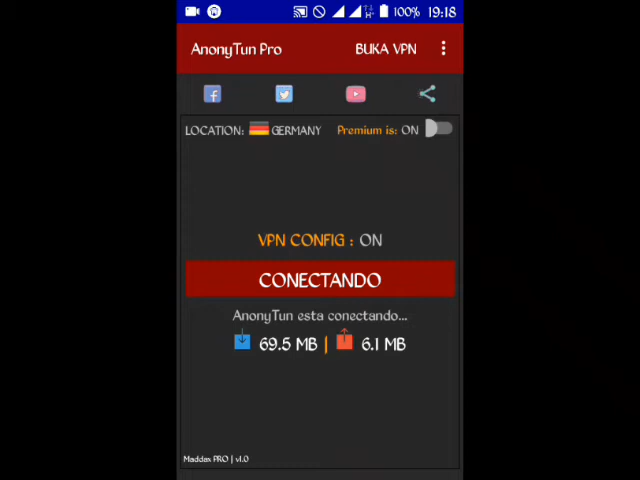 100% 19:18
AnonyTun Pro BUKA VPN
LOCATION: GERMANY Premium is: ON
VPN CONFIG : ON
CONECTANDO
AnonyTun esta conectando...
69.5 MB | 6.1 MB
Maddax PRO | v1.0